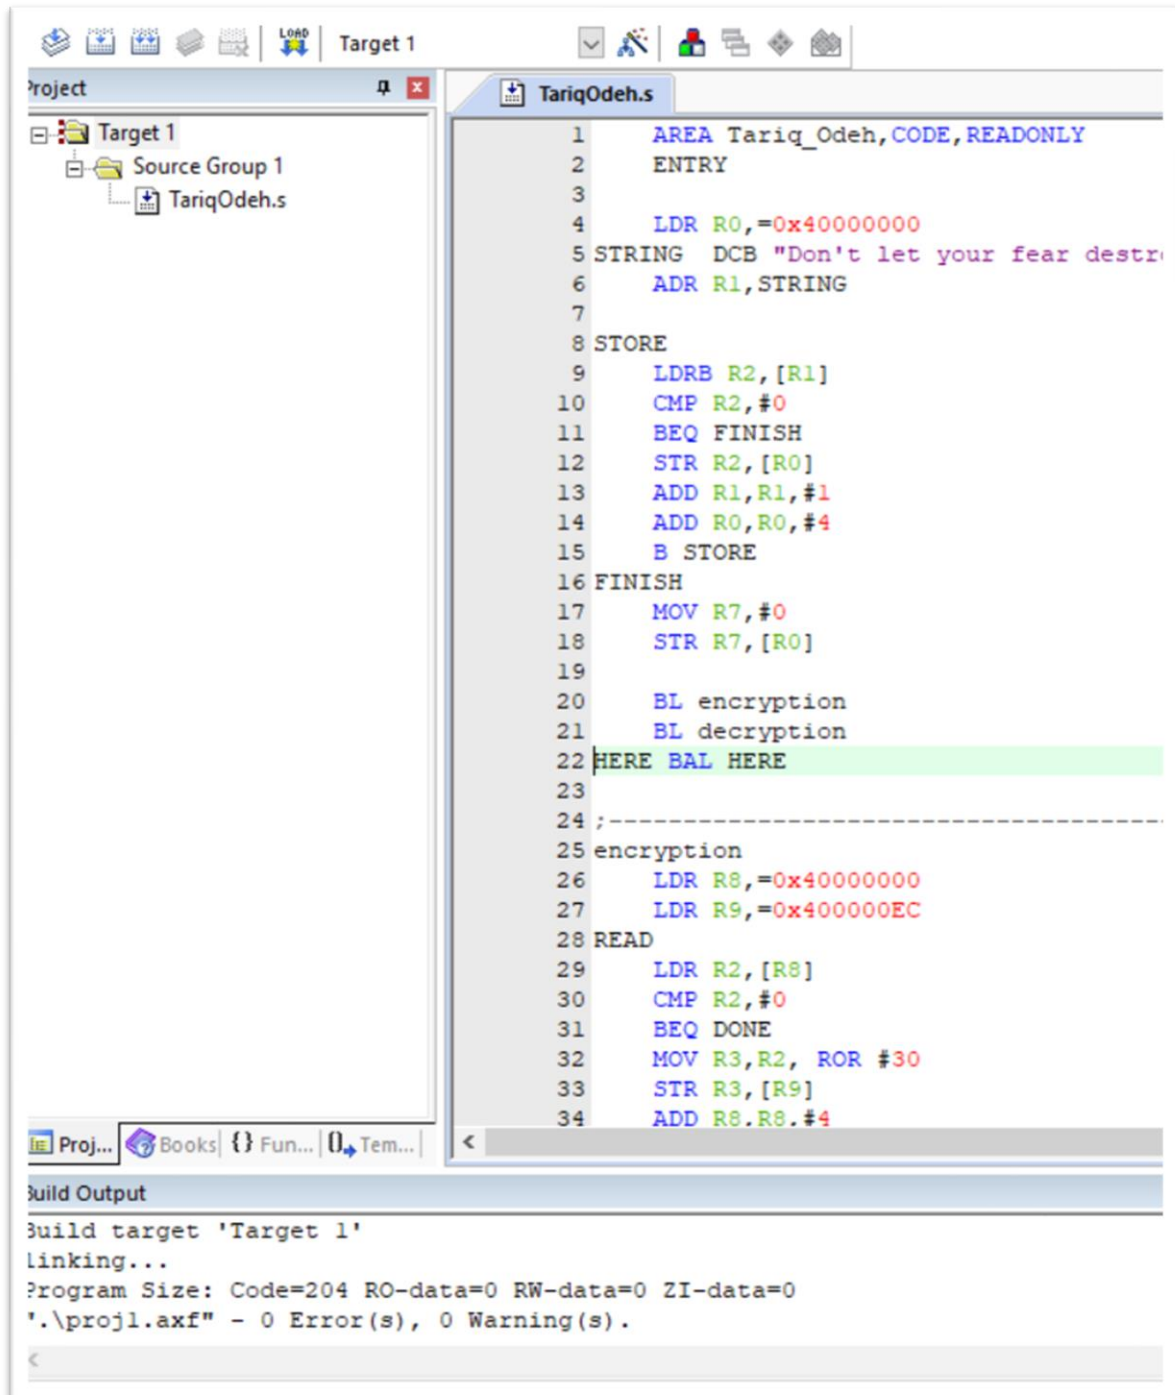 LOAD
Target 1
Project
TariqOdeh.s
Target 1
Source Group 1
TariqOdeh.s
1 AREA Tariq_Odeh,CODE,READONLY
2 ENTRY
3
4 LDR R0,=0x40000000
5 STRING DCB "Don't let your fear destr
6 ADR R1,STRING
7
8 STORE
9 LDRB R2,[R1]
10 CMP R2,#0
11 BEQ FINISH
12 STR R2,[R0]
13 ADD R1,R1,#1
14 ADD R0,R0,#4
15 B STORE
16 FINISH
17 MOV R7,#0
18 STR R7,[R0]
19
20 BL encryption
21 BL decryption
22 HERE BAL HERE
23
24 ;-------------------------------------
25 encryption
26 LDR R8,=0x40000000
27 LDR R9,=0x400000EC
28 READ
29 LDR R2,[R8]
30 CMP R2,#0
31 BEQ DONE
32 MOV R3,R2, ROR #30
33 STR R3,[R9]
34 ADD R8,R8,#4
Proj... Books {} Fun... Tem...
Build Output
Build target 'Target 1'
linking...
Program Size: Code=204 RO-data=0 RW-data=0 ZI-data=0
".\proj1.axf" - 0 Error(s), 0 Warning(s).